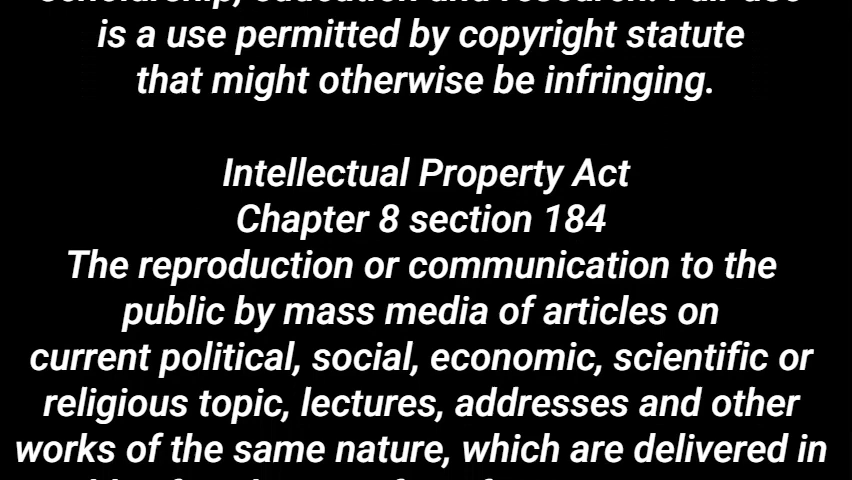 is a use permitted by copyright statute
that might otherwise be infringing.
Intellectual Property Act
Chapter 8 section 184
The reproduction or communication to the
public by mass media of articles on
current political, social, economic, scientific or
religious topic, lectures, addresses and other
works of the same nature, which are delivered in